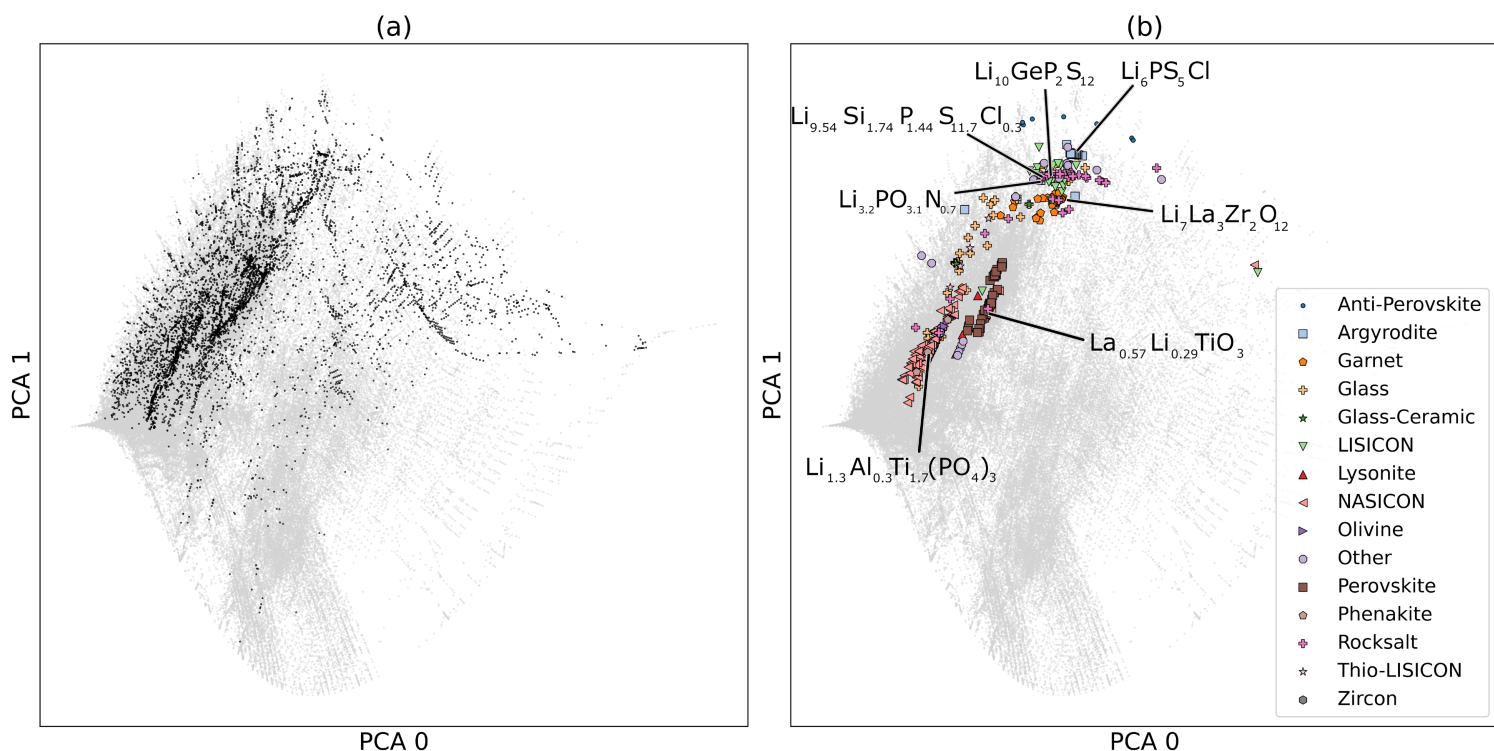 (a)
PCA 1
PCA 0
(b)
Li10GeP2S12
Li6PS5Cl
Li9.54 Si1.74 P1.44 S11.7 Cl0.3
Li3.2PO3.1N0.7
Li7La3Zr2O12
La0.57Li0.29TiO3
Li1.3Al0.3Ti1.7(PO4)3
PCA 1
PCA 0
Anti-Perovskite
Argyrodite
Garnet
Glass
Glass-Ceramic
LISICON
Lysonite
NASICON
Olivine
Other
Perovskite
Phenakite
Rocksalt
Thio-LISICON
Zircon